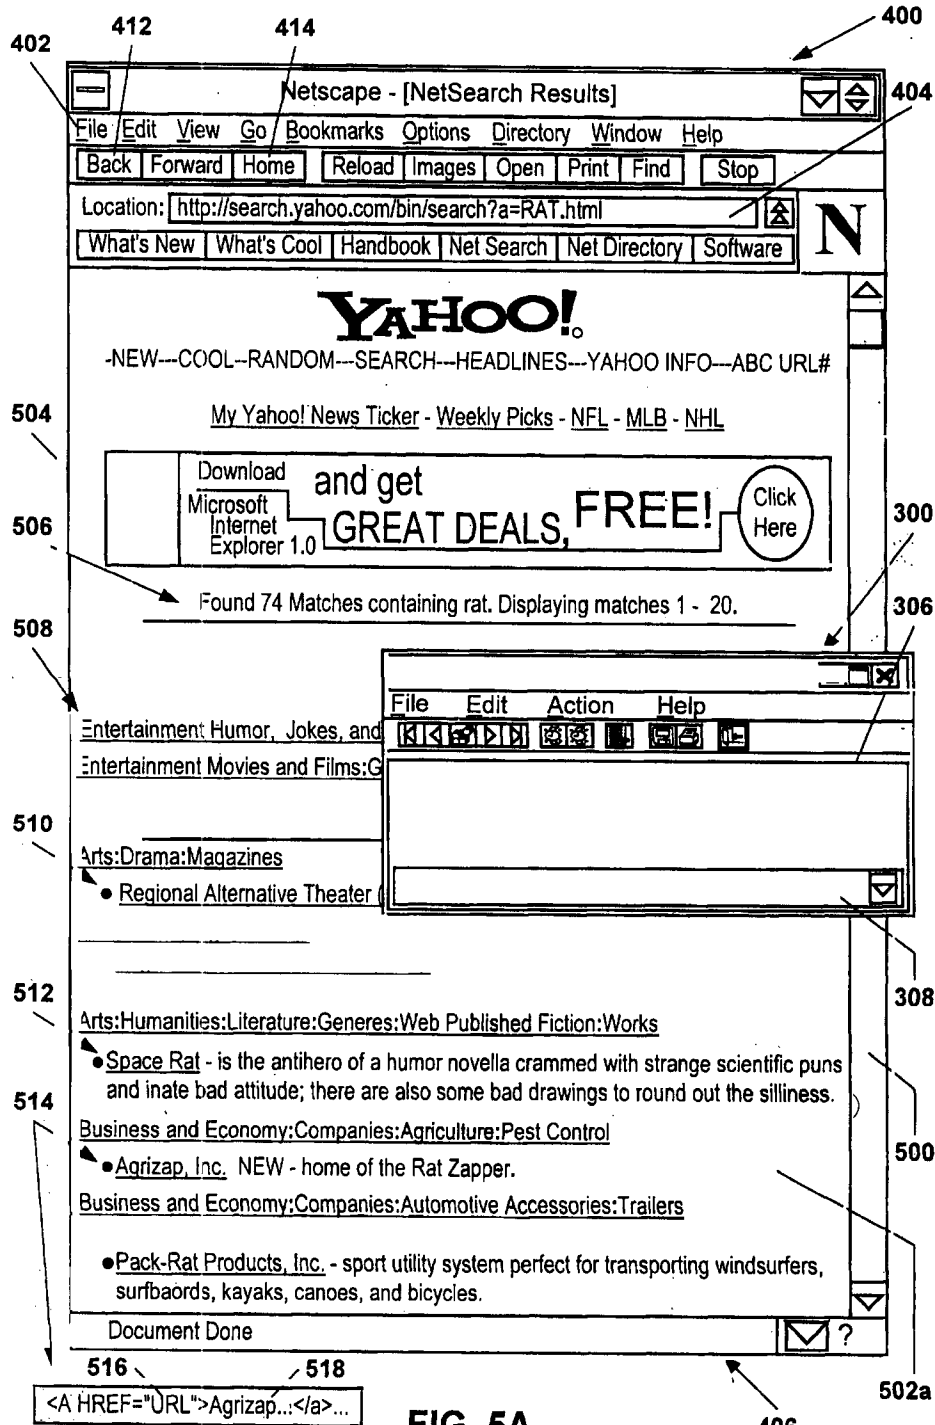 400
412
414
402
Netscape - [NetSearch Results]
404
File Edit View Go Bookmarks Options Directory Window Help
Back Forward Home Reload Images Open Print Find Stop
Location: http://search.yahoo.com/bin/search?a=RAT.html
N
What's New What's Cool Handbook Net Search Net Directory Software
YAHOO!
-NEW---COOL--RANDOM---SEARCH---HEADLINES---YAHOO INFO---ABC URL#
504
My Yahoo! News Ticker - Weekly Picks - NFL - MLB - NHL
Download
Microsoft
Internet
Explorer 1.0
and get
GREAT DEALS, FREE!
Click
Here
300
506
Found 74 Matches containing rat. Displaying matches 1 - 20.
306
508
File Edit Action Help
Entertainment Humor, Jokes, and
Entertainment Movies and Films:G
510
Arts:Drama:Magazines
• Regional Alternative Theater (
308
512
Arts:Humanities:Literature:Generes:Web Published Fiction:Works
•Space Rat - is the antihero of a humor novella crammed with strange scientific puns
and inate bad attitude; there are also some bad drawings to round out the silliness.
514
Business and Economy:Companies:Agriculture:Pest Control
500
•Agrizap, Inc. NEW - home of the Rat Zapper.
Business and Economy:Companies:Automotive Accessories:Trailers
•Pack-Rat Products, Inc. - sport utility system perfect for transporting windsurfers,
surfbaords, kayaks, canoes, and bicycles.
Document Done ?
516 518
502a
<A HREF="URL">Agrizap...</a>...
FIG. 5A
406